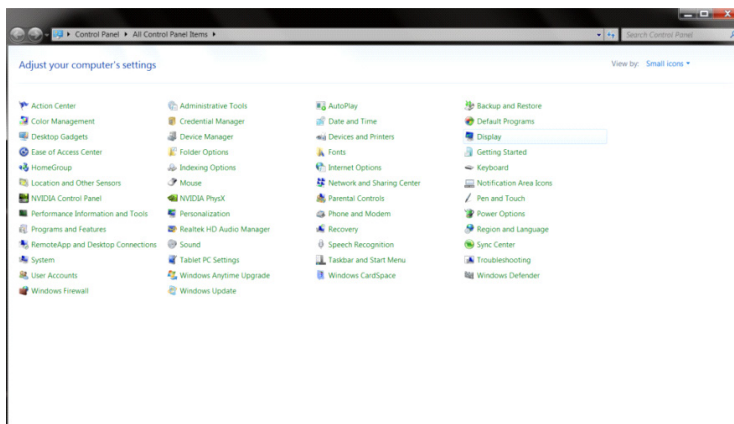 Control Panel ▸ All Control Panel Items ▸
Search Control Panel
Adjust your computer's settings
View by: Small icons
Action Center
Administrative Tools
AutoPlay
Backup and Restore
Color Management
Credential Manager
Date and Time
Default Programs
Desktop Gadgets
Device Manager
Devices and Printers
Display
Ease of Access Center
Folder Options
Fonts
Getting Started
HomeGroup
Indexing Options
Internet Options
Keyboard
Location and Other Sensors
Mouse
Network and Sharing Center
Notification Area Icons
NVIDIA Control Panel
NVIDIA PhysX
Parental Controls
Pen and Touch
Performance Information and Tools
Personalization
Phone and Modem
Power Options
Programs and Features
Realtek HD Audio Manager
Recovery
Region and Language
RemoteApp and Desktop Connections
Sound
Speech Recognition
Sync Center
System
Tablet PC Settings
Taskbar and Start Menu
Troubleshooting
User Accounts
Windows Anytime Upgrade
Windows CardSpace
Windows Defender
Windows Firewall
Windows Update